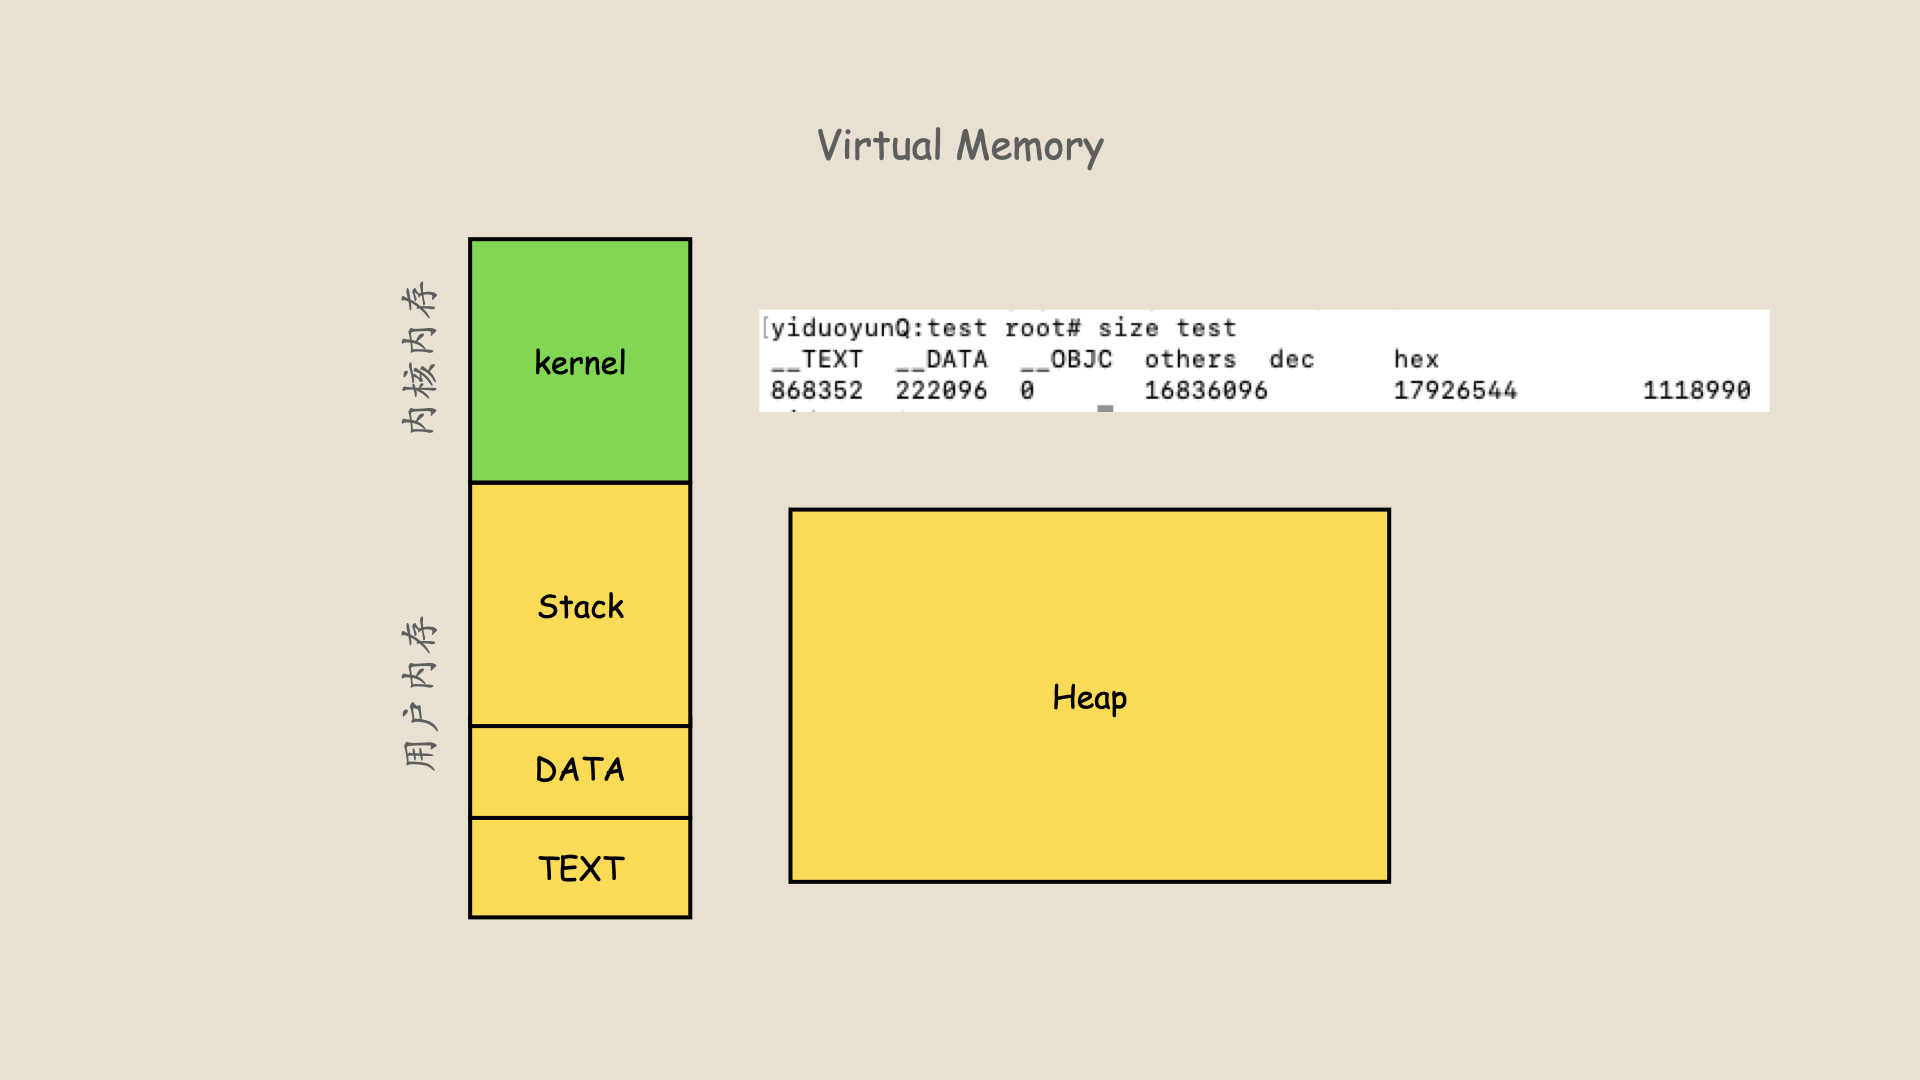 Virtual Memory
内核内存
kernel
[yiduoyunQ:test root# size test
__TEXT  __DATA  __OBJC  others  dec     hex
868352  222096  0       16836096        17926544        1118990
用户内存
Stack
DATA
TEXT
Heap